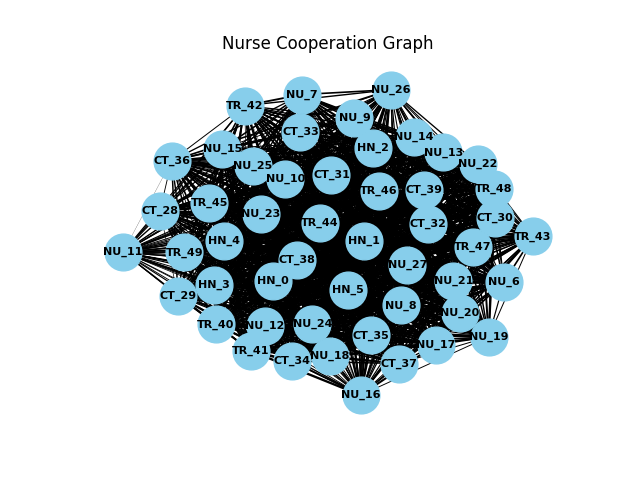 Nurse Cooperation Graph
NU_26
NU_7
TR_42
NU_9
CT_33
NU_14
HN_2
NU_15
NU_13
CT_36
NU_22
NU_25
CT_31
NU_10
TR_48
CT_39
TR_46
TR_45
CT_28
NU_23
CT_30
TR_44
CT_32
TR_43
HN_4
HN_1
TR_47
NU_11
TR_49
CT_38
NU_27
HN_0
NU_21
NU_6
HN_3
HN_5
CT_29
NU_8
NU_20
TR_40
NU_24
NU_12
CT_35
NU_19
NU_17
TR_41
NU_18
CT_34
CT_37
NU_16